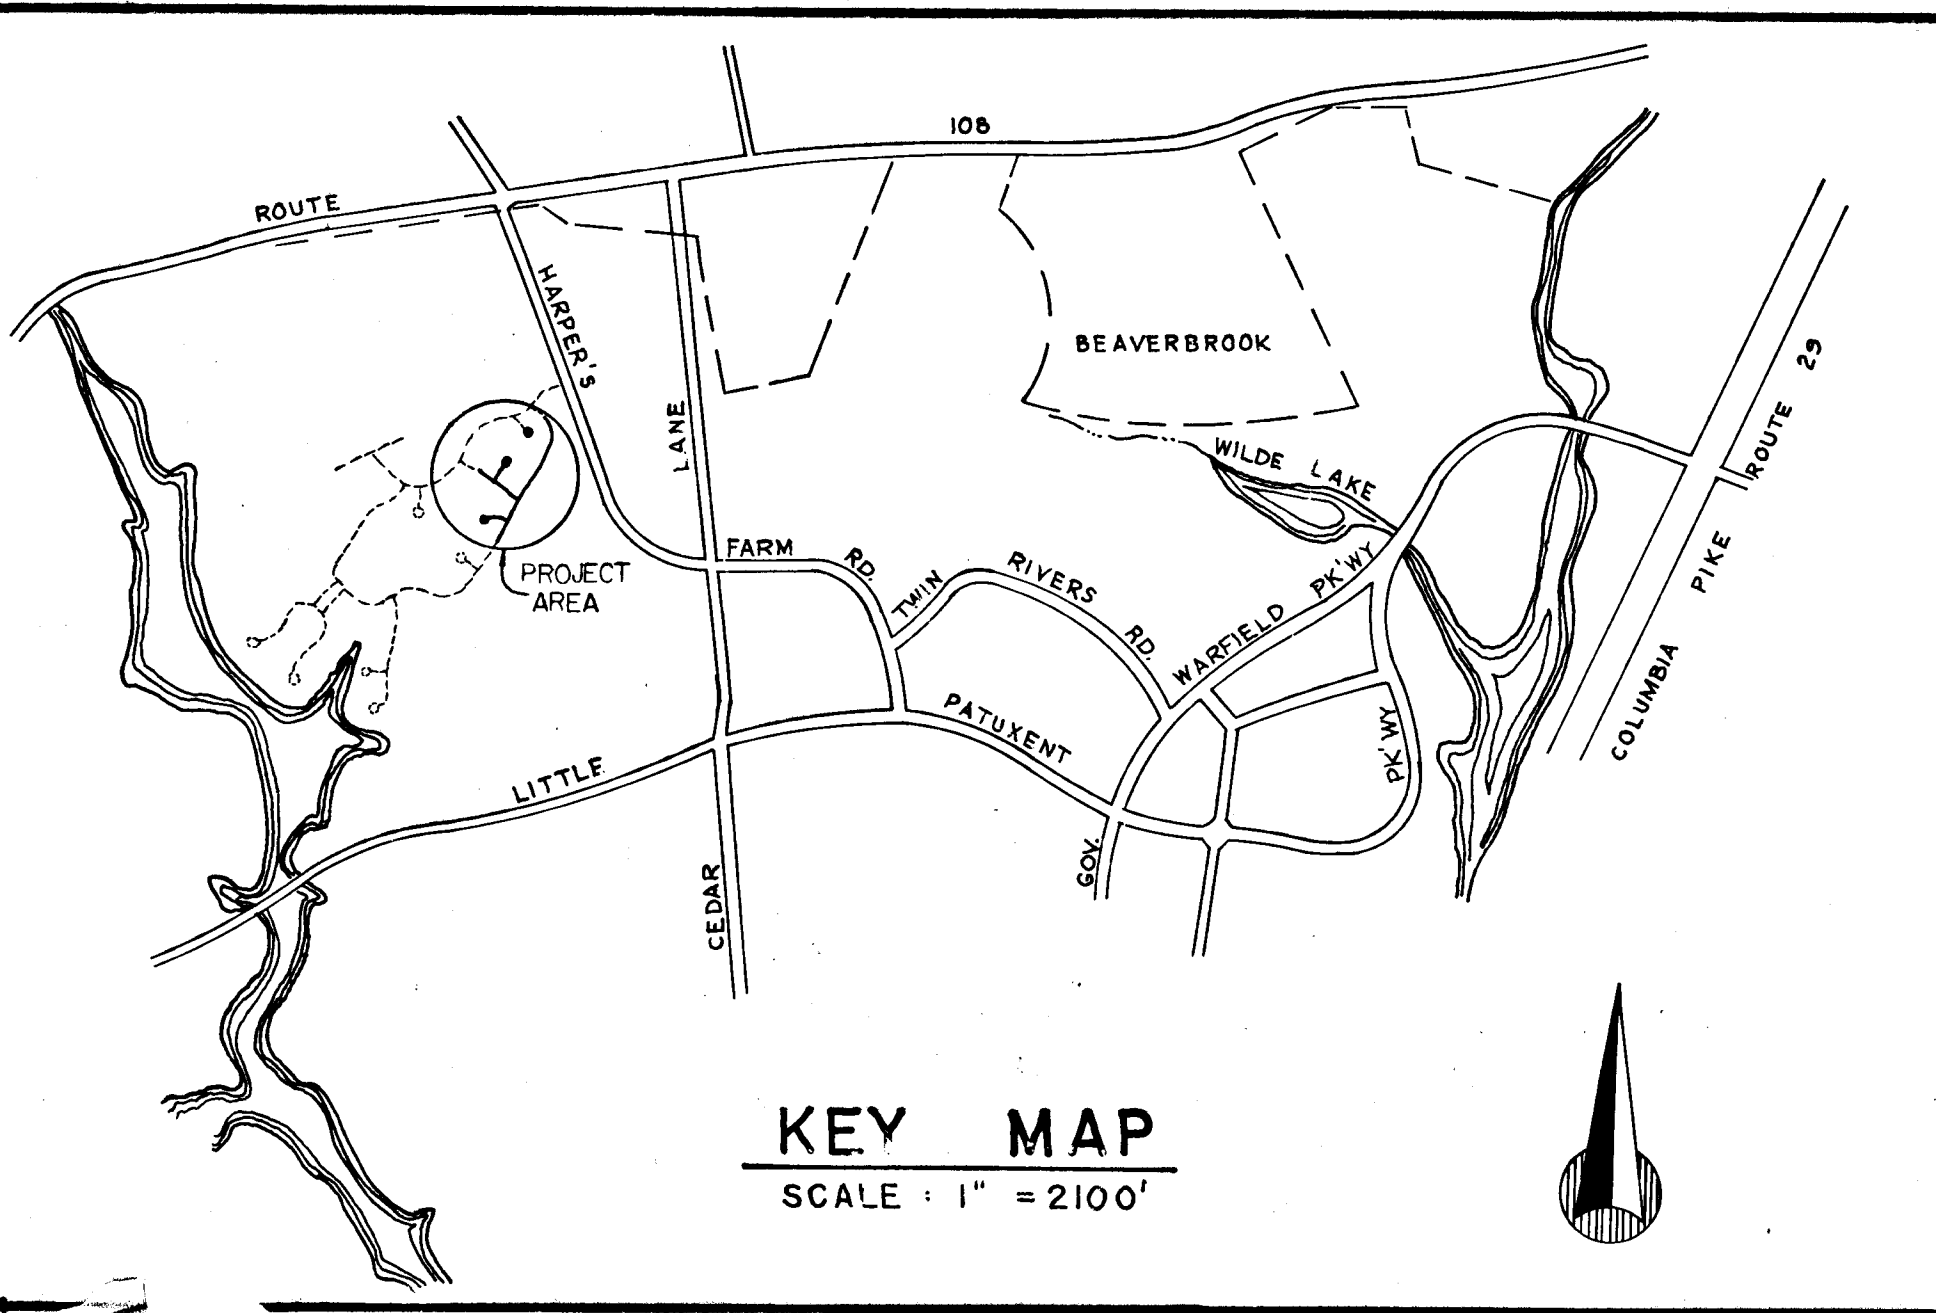 108
ROUTE
HARPER'S
BEAVERBROOK
ROUTE 29
LANE
WILDE LAKE
FARM RD.
PROJECT
AREA
TWIN RIVERS RD.
WARFIELD PK'WY
COLUMBIA PIKE
PATUXENT
PK'WY
LITTLE
GOV.
CEDAR
KEY MAP
SCALE : 1" = 2100'